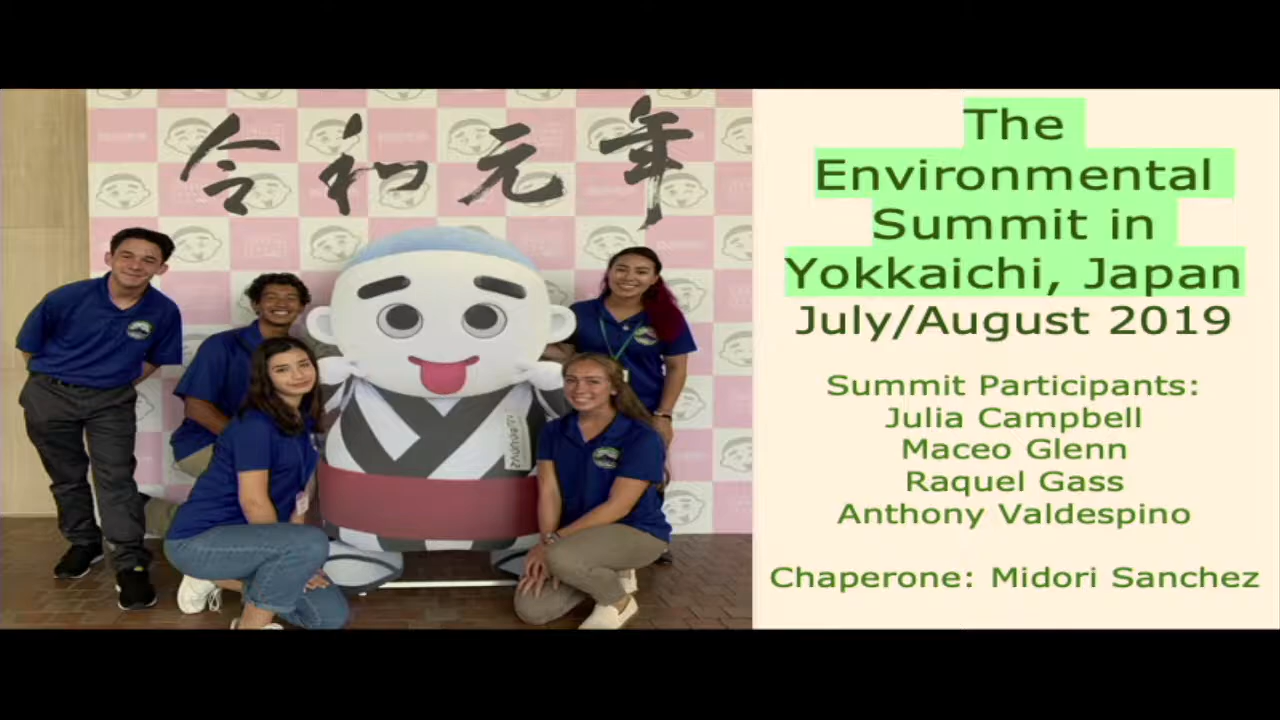 令和元年
The
Environmental
Summit in
Yokkaichi, Japan
July/August 2019
Summit Participants:
Julia Campbell
Maceo Glenn
Raquel Gass
Anthony Valdespino
Chaperone: Midori Sanchez